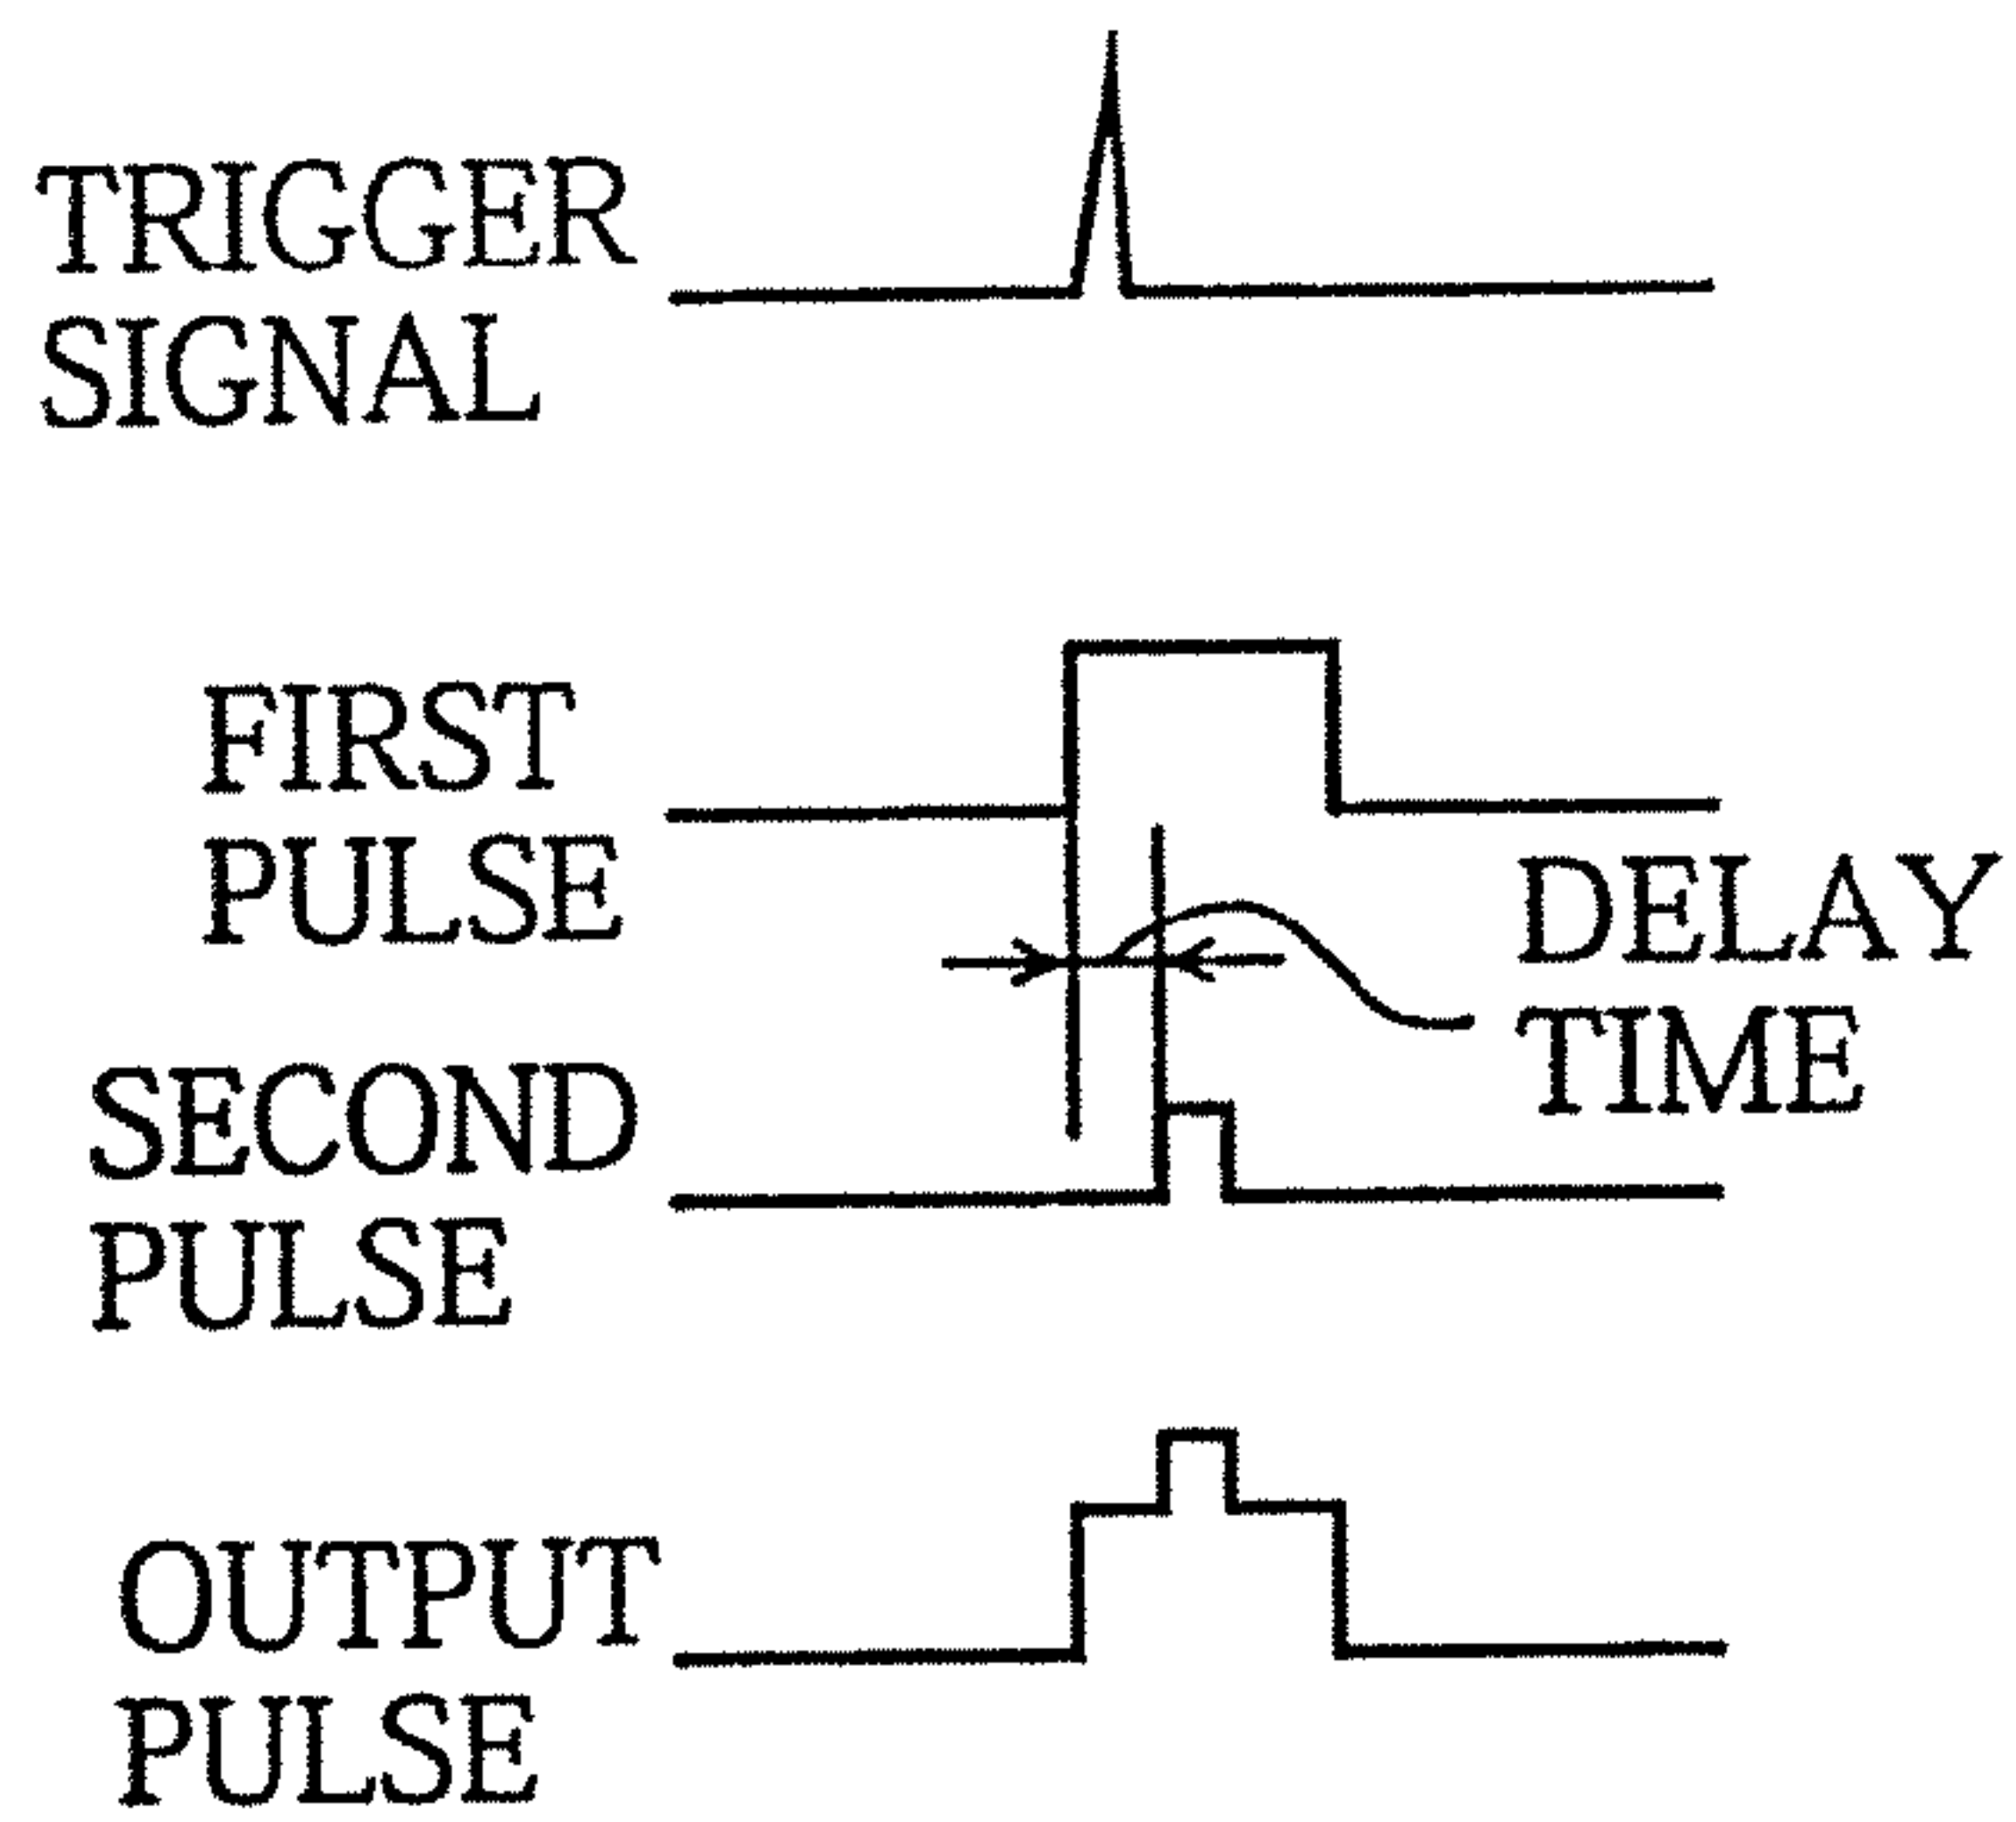 TRIGGER
SIGNAL
FIRST
PULSE
DELAY
TIME
SECOND
PULSE
OUTPUT
PULSE